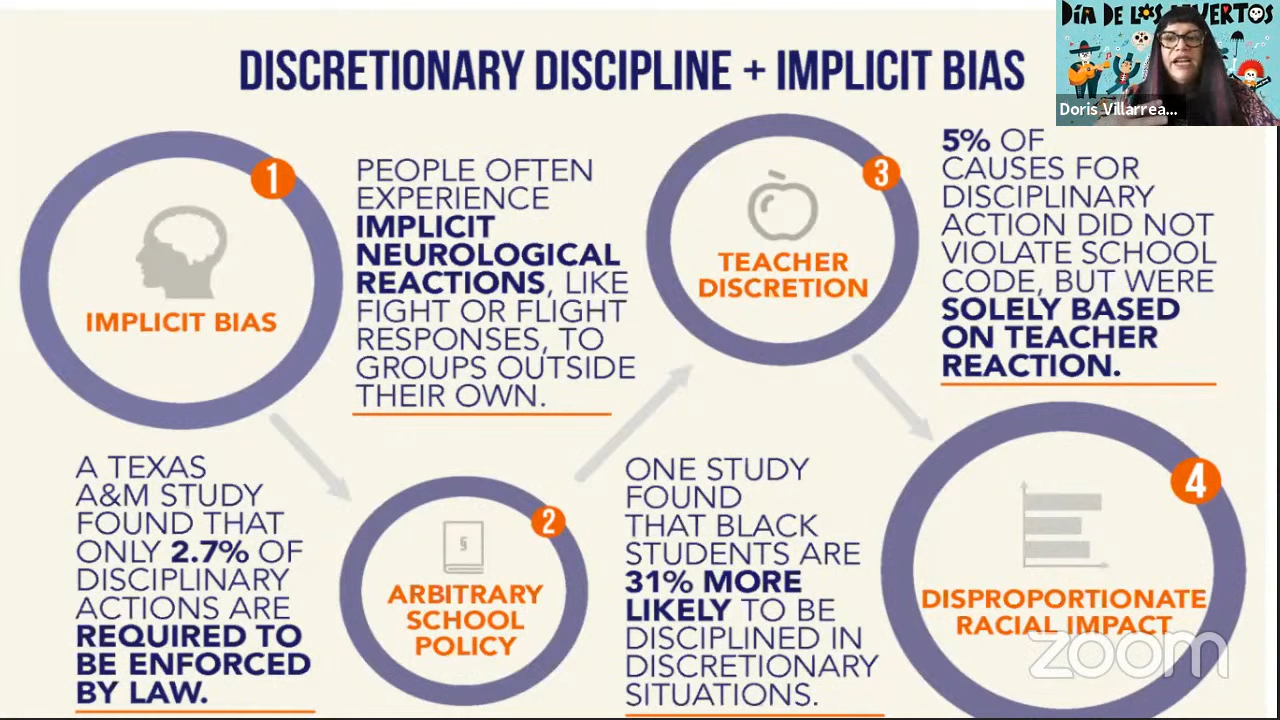 DISCRETIONARY DISCIPLINE + IMPLICIT BIAS
DÍA DE LOS MUERTOS
Doris Villarrea...
1
IMPLICIT BIAS
PEOPLE OFTEN
EXPERIENCE
IMPLICIT
NEUROLOGICAL
REACTIONS, LIKE
FIGHT OR FLIGHT
RESPONSES, TO
GROUPS OUTSIDE
THEIR OWN.
A TEXAS
A&M STUDY
FOUND THAT
ONLY 2.7% OF
DISCIPLINARY
ACTIONS ARE
REQUIRED TO
BE ENFORCED
BY LAW.
2
§
ARBITRARY
SCHOOL
POLICY
3
TEACHER
DISCRETION
5% OF
CAUSES FOR
DISCIPLINARY
ACTION DID NOT
VIOLATE SCHOOL
CODE, BUT WERE
SOLELY BASED
ON TEACHER
REACTION.
ONE STUDY
FOUND
THAT BLACK
STUDENTS ARE
31% MORE
LIKELY TO BE
DISCIPLINED IN
DISCRETIONARY
SITUATIONS.
4
DISPROPORTIONATE
RACIAL IMPACT
zoom